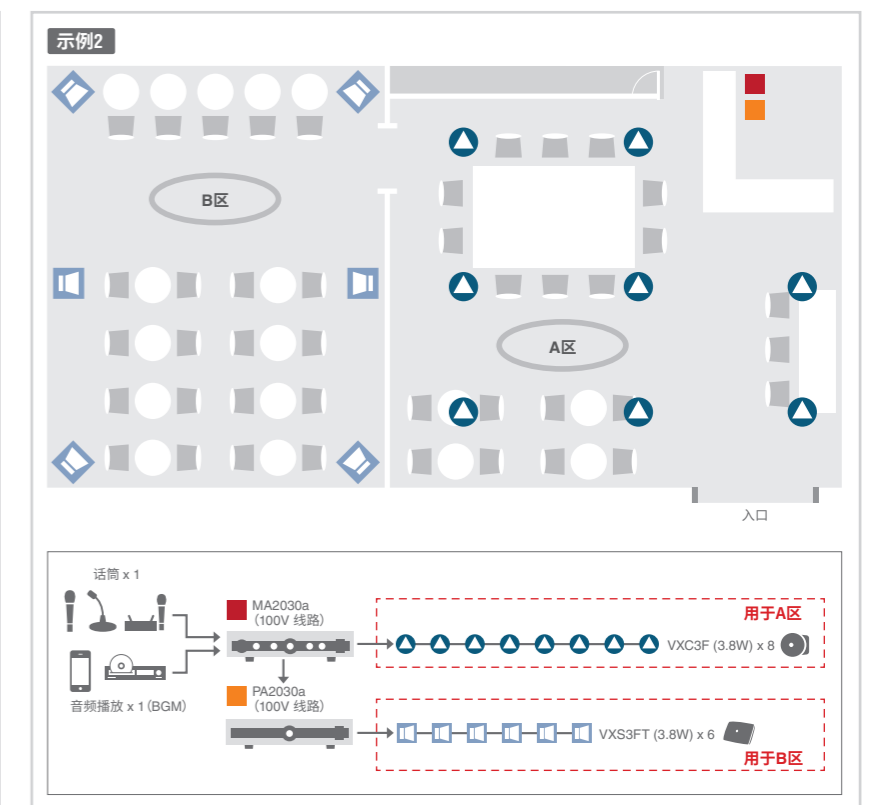 示例2
B区
A区
入口
话筒 x 1
MA2030a
（100V 线路）
用于A区
VXC3F (3.8W) x 8
音频播放 x 1（BGM）
PA2030a
（100V 线路）
VXS3FT (3.8W) x 6
用于B区